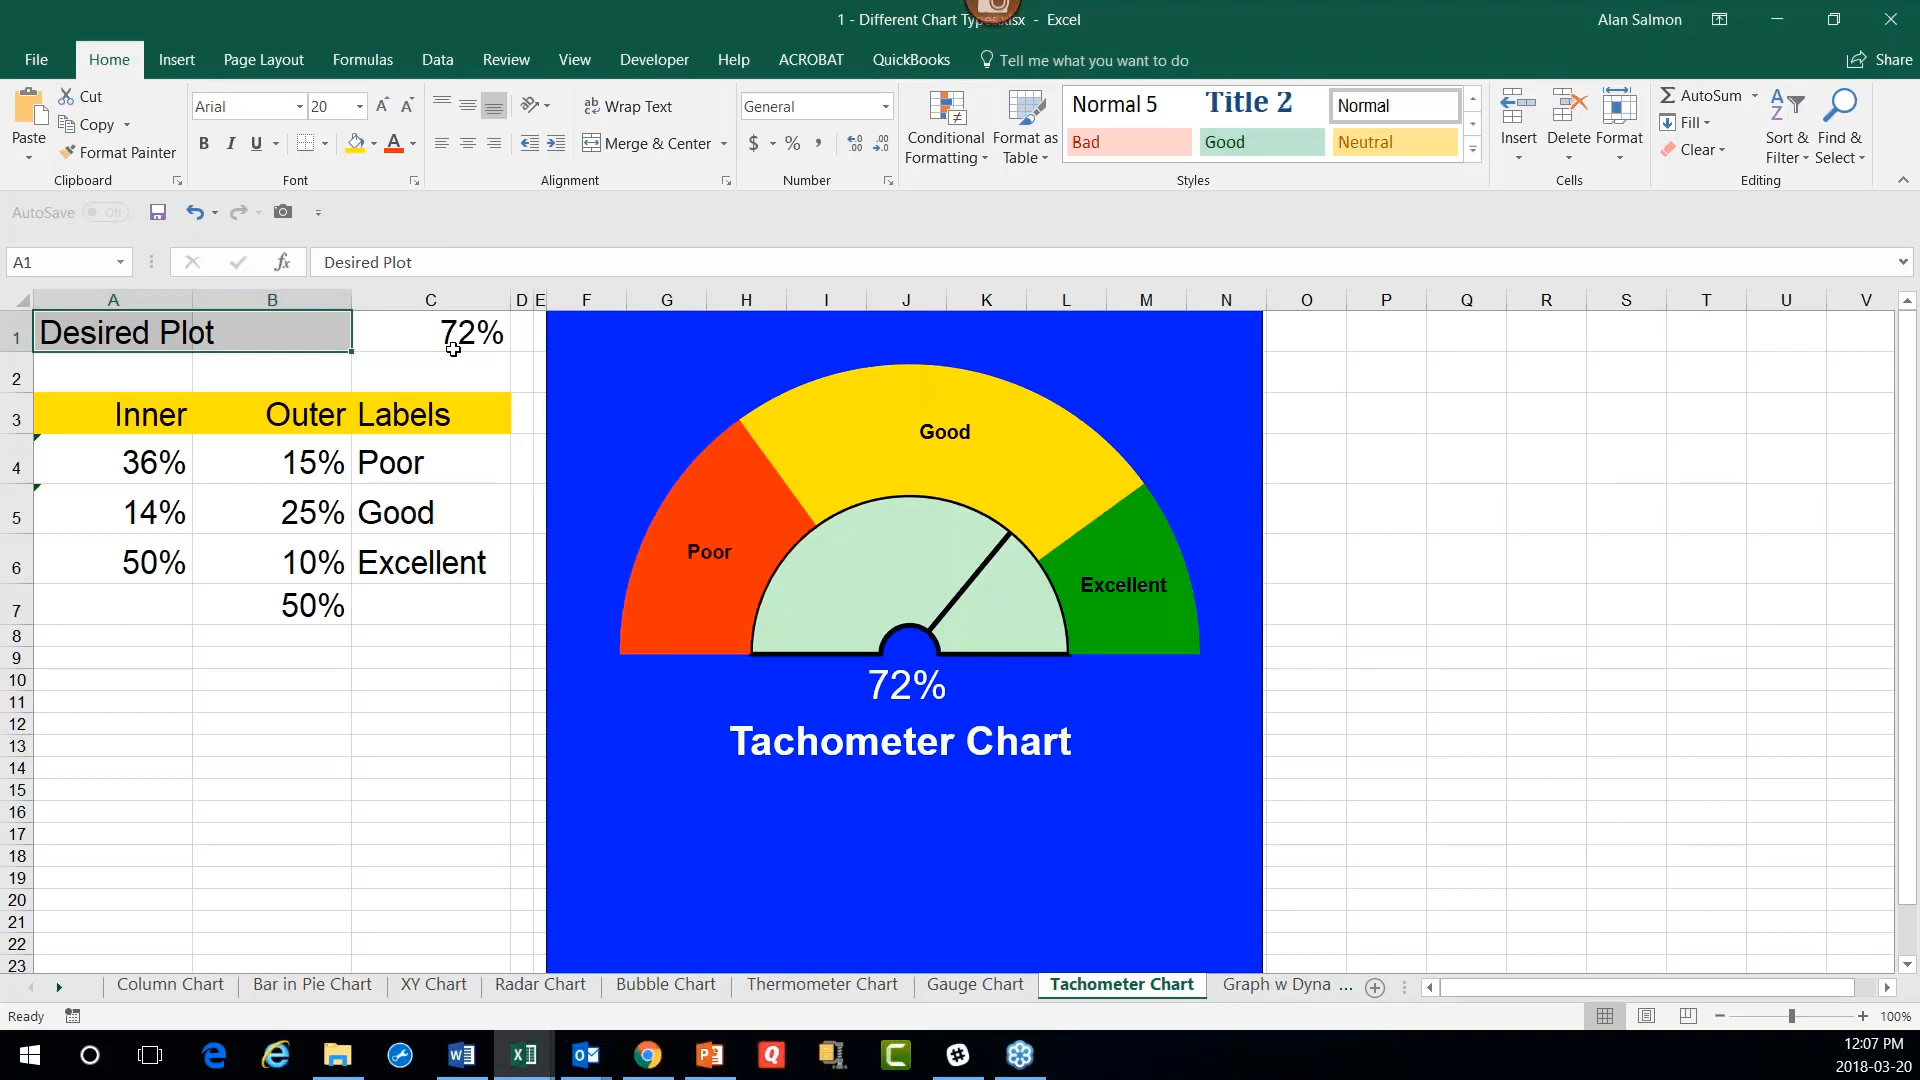 1 - Different Chart Types.xlsx - Excel
Alan Salmon
File Home Insert Page Layout Formulas Data Developer Review View Developer Help ACROBAT QuickBooks Tell me what you want to do Share
Paste
Cut
Copy
Format Painter
Clipboard
Arial 20
B I U
Font
Wrap Text
Merge & Center
Alignment
General
$ % ,
Number
Conditional Formatting
Format as Table
Normal 5 Title 2 Normal
Bad Good Neutral
Styles
Insert Delete Format
Cells
AutoSum
Fill
Clear
Sort & Filter
Find & Select
Editing
AutoSave Off
A1 fx Desired Plot
A B C D E F G H I J K L M N O P Q R S T U V
1 Desired Plot 72%
2
3 Inner Outer Labels
4 36% 15% Poor
5 14% 25% Good
6 50% 10% Excellent
7 50%
8
9
10
11
12
13
14
15
16
17
18
19
20
21
22
23
Good
Poor
Excellent
72%
Tachometer Chart
Column Chart Bar in Pie Chart XY Chart Radar Chart Bubble Chart Thermometer Chart Gauge Chart Tachometer Chart Graph w Dyna ...
Ready 100%
12:07 PM
2018-03-20